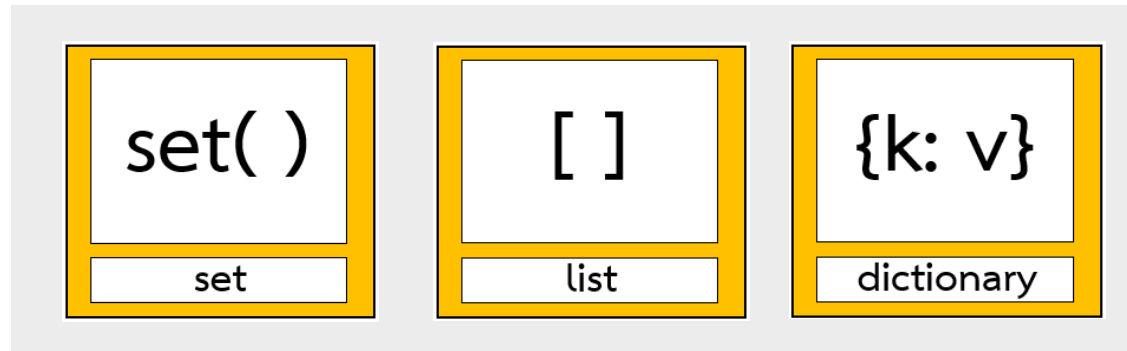 set( )
set
[ ]
list
{k: v}
dictionary